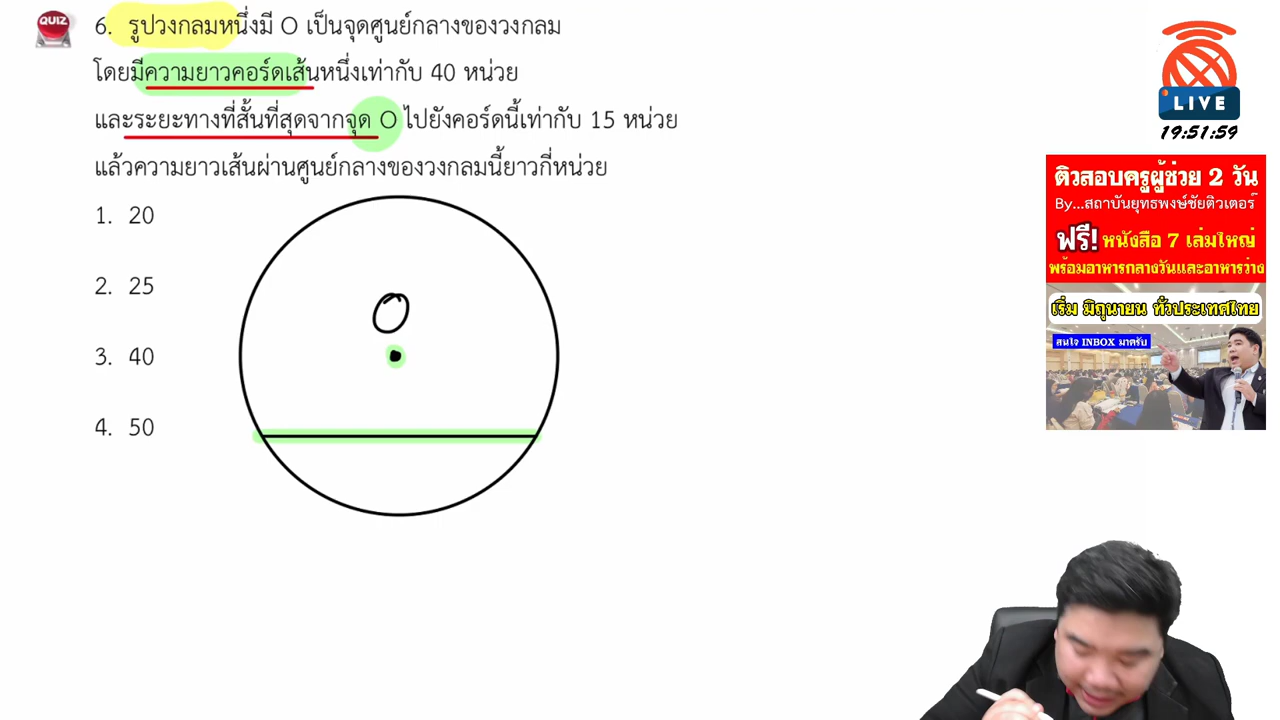 QUIZ
6. รูปวงกลมหนึ่งมี O เป็นจุดศูนย์กลางของวงกลม
โดยมีความยาวคอร์ดเส้นหนึ่งเท่ากับ 40 หน่วย
และระยะทางที่สั้นที่สุดจากจุด O ไปยังคอร์ดนี้เท่ากับ 15 หน่วย
แล้วความยาวเส้นผ่านศูนย์กลางของวงกลมนี้ยาวกี่หน่วย
1. 20
2. 25
3. 40
4. 50
O
LIVE
19:51:59
ติวสอบครูผู้ช่วย 2 วัน
By...สถาบันยุทธพงษ์ชัยติวเตอร์
ฟรี! หนังสือ 7 เล่มใหญ่
พร้อมอาหารกลางวันและอาหารว่าง
เริ่ม มิถุนายน ทั่วประเทศไทย
สนใจ INBOX มาครับ